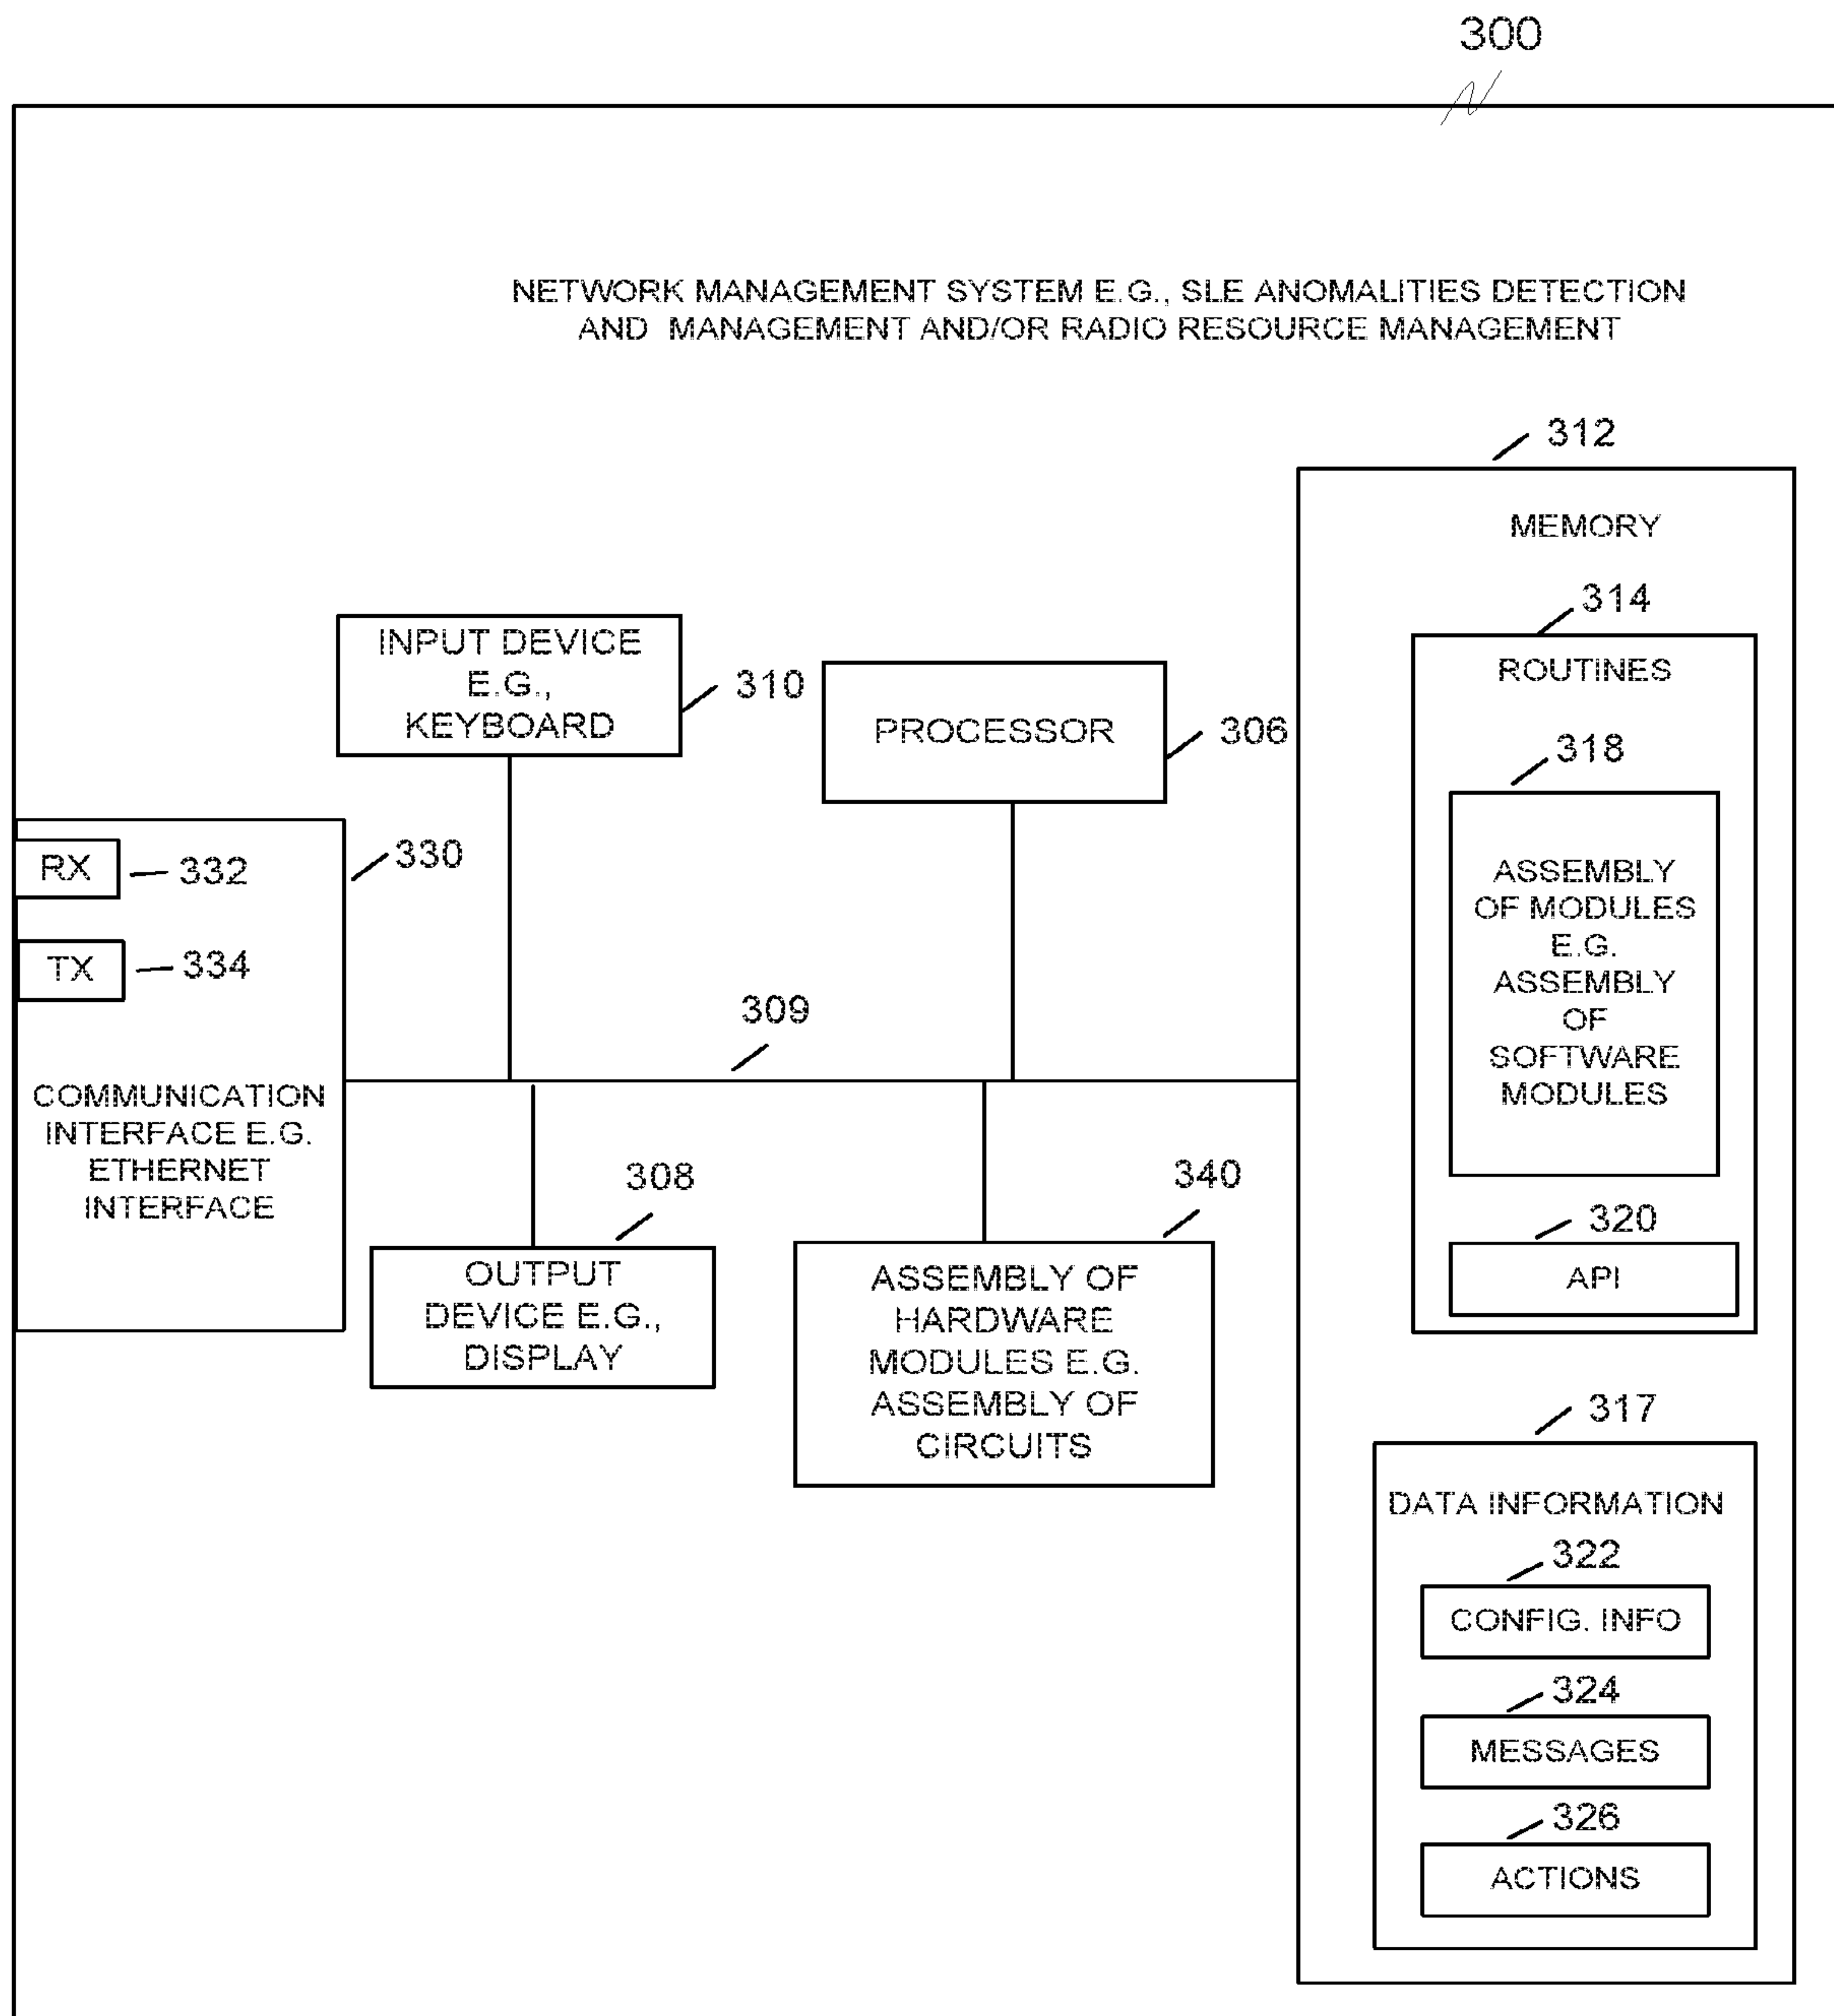 300
NETWORK MANAGEMENT SYSTEM E.G., SLE ANOMALITIES DETECTION
AND MANAGEMENT AND/OR RADIO RESOURCE MANAGEMENT
312
MEMORY
314
ROUTINES
318
ASSEMBLY
OF MODULES
E.G.
ASSEMBLY
OF
SOFTWARE
MODULES
320
API
317
DATA INFORMATION
322
CONFIG. INFO
324
MESSAGES
326
ACTIONS
INPUT DEVICE
E.G.,
KEYBOARD
310
PROCESSOR
306
RX
332
330
TX
334
COMMUNICATION
INTERFACE E.G.
ETHERNET
INTERFACE
309
308
OUTPUT
DEVICE E.G.,
DISPLAY
340
ASSEMBLY OF
HARDWARE
MODULES E.G.
ASSEMBLY OF
CIRCUITS